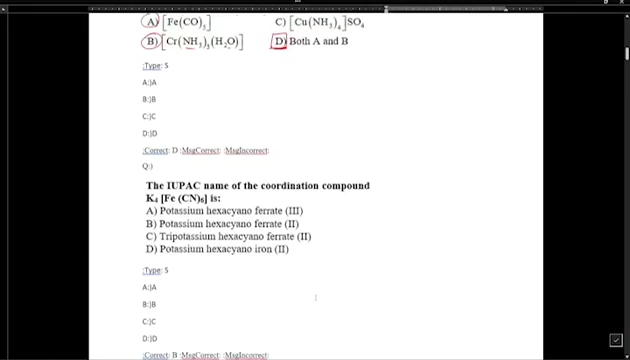 A) [Fe(CO)5] C) [Cu(NH3)4]SO4
B) [Cr(NH3)3(H2O)] D) Both A and B
:Type: S
A:)A
B:)B
C:)C
D:)D
:Correct: D :MsgCorrect: :MsgIncorrect:
Q:)
The IUPAC name of the coordination compound
K4 [Fe (CN)6] is:
A) Potassium hexacyano ferrate (III)
B) Potassium hexacyano ferrate (II)
C) Tripotassium hexacyano ferrate (II)
D) Potassium hexacyano iron (II)
:Type: S
A:)A
B:)B
C:)C
D:)D
:Correct: B :MsgCorrect: :MsgIncorrect: